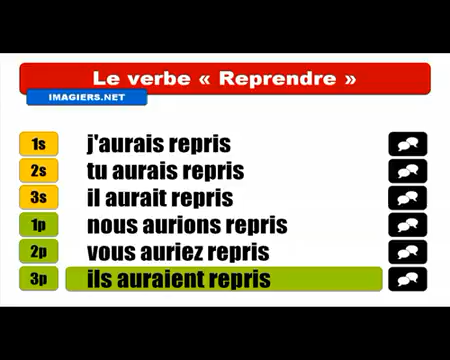 Le verbe « Reprendre »
IMAGIERS.NET
1s j'aurais repris
2s tu aurais repris
3s il aurait repris
1p nous aurions repris
2p vous auriez repris
3p ils auraient repris